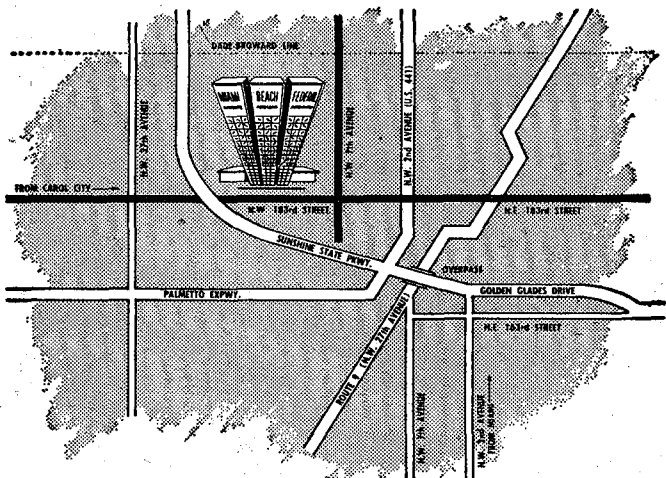 DADE-BROWARD LINE
MIAMI BEACH FEDERAL
N.W. 27th AVENUE
N.W. 7th AVENUE
N.W. 2nd AVENUE (U.S. 441)
FROM CAROL CITY
N.W. 183rd STREET
N.E. 183rd STREET
SUNSHINE STATE PKWY.
OVERPASS
PALMETTO EXPWY.
GOLDEN GLADES DRIVE
N.E. 163rd STREET
ROUTE 9 (N.W. 27th AVENUE)
N.W. 7th AVENUE
N.W. 2nd AVENUE
FROM MIAMI